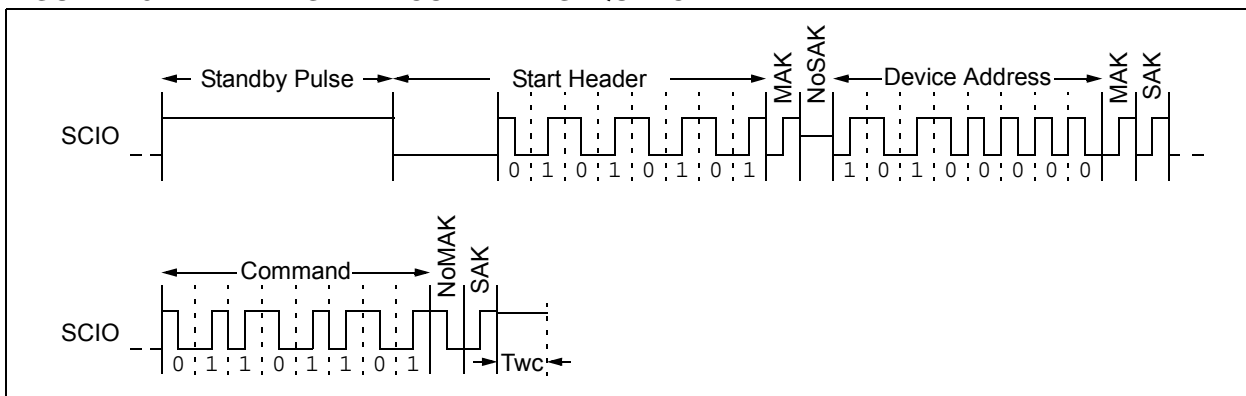 Standby Pulse
Start Header
MAK
NoSAK
Device Address
MAK
SAK
SCIO
0 1 0 1 0 1 0 1
1 0 1 0 0 0 0 0
Command
NoMAK
SAK
SCIO
0 1 1 0 1 1 0 1
Twc